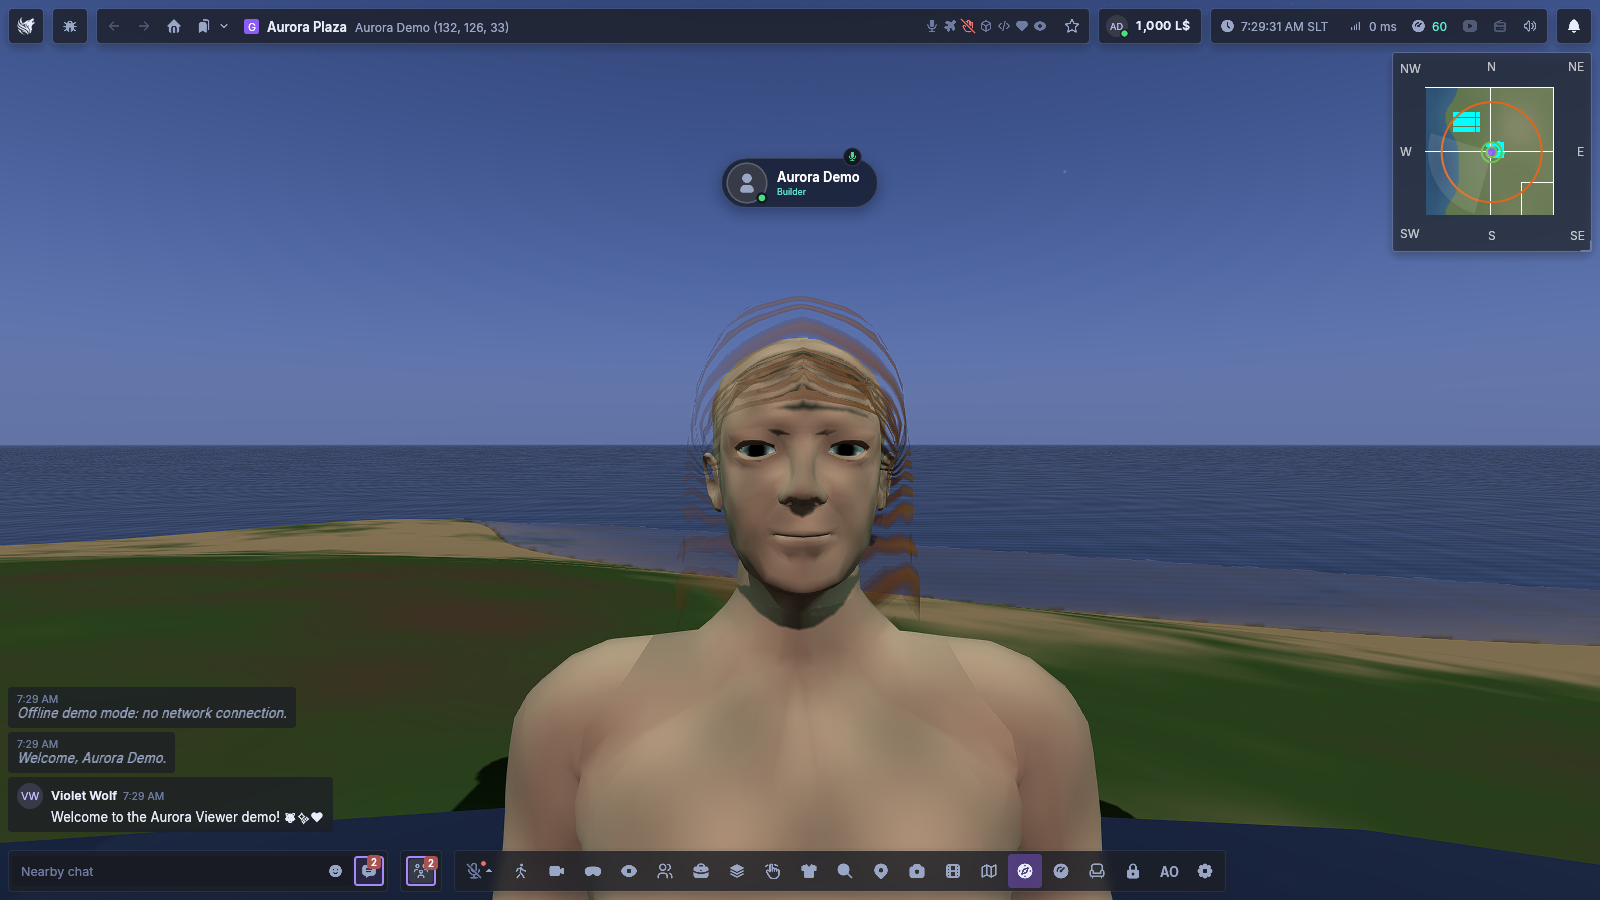 Aurora Plaza Aurora Demo (132, 126, 33)
AD 1,000 L$
7:29:31 AM SLT 0 ms 60
NW N NE
W E
SW S SE
Aurora Demo
Builder
7:29 AM
Offline demo mode: no network connection.
7:29 AM
Welcome, Aurora Demo.
VW Violet Wolf 7:29 AM
Welcome to the Aurora Viewer demo!
Nearby chat 2 2 AO